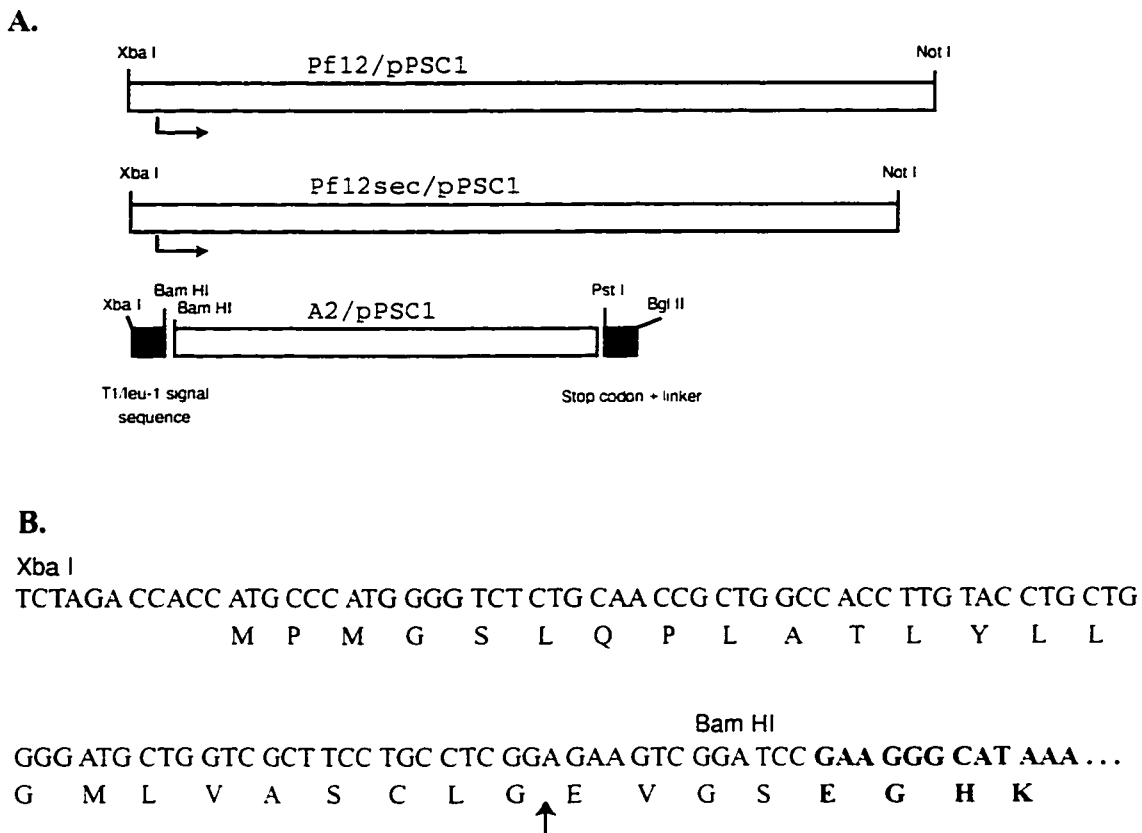 A.
Xba I Pf12/pPSC1 Not I
Xba I Pf12sec/pPSC1 Not I
Xba I Bam HI Bam HI A2/pPSC1 Pst I Bgl II
T1/leu-1 signal Stop codon + linker
sequence
B.
Xba I
TCTAGA CCACC ATG CCC ATG GGG TCT CTG CAA CCG CTG GCC ACC TTG TAC CTG CTG
M P M G S L Q P L A T L Y L L
Bam HI
GGG ATG CTG GTC GCT TCC TGC CTC GGA GAA GTC GGA TCC GAA GGG CAT AAA ...
G M L V A S C L G E V G S E G H K